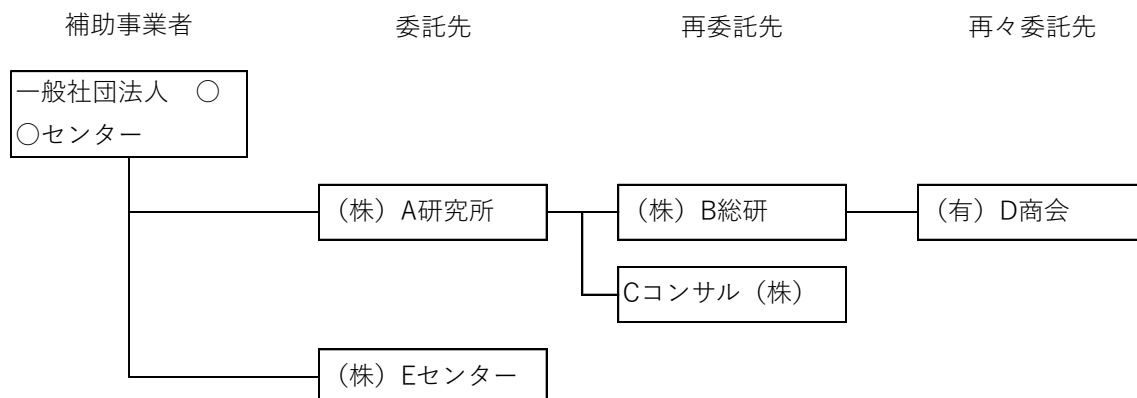 補助事業者 委託先 再委託先 再々委託先
一般社団法人　○
○センター
（株）A研究所 （株）B総研 （有）D商会
Cコンサル（株）
（株）Eセンター